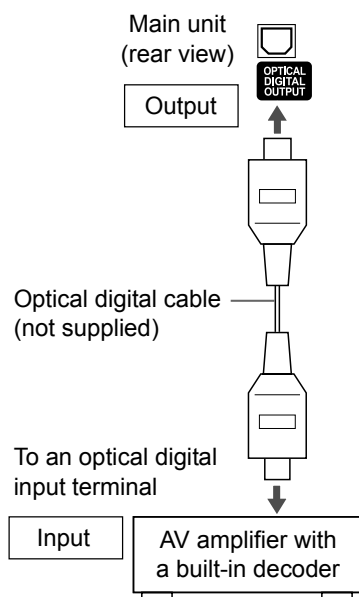 Main unit
(rear view)
OPTICAL
DIGITAL
OUTPUT
Output
Optical digital cable
(not supplied)
To an optical digital
input terminal
Input
AV amplifier with
a built-in decoder